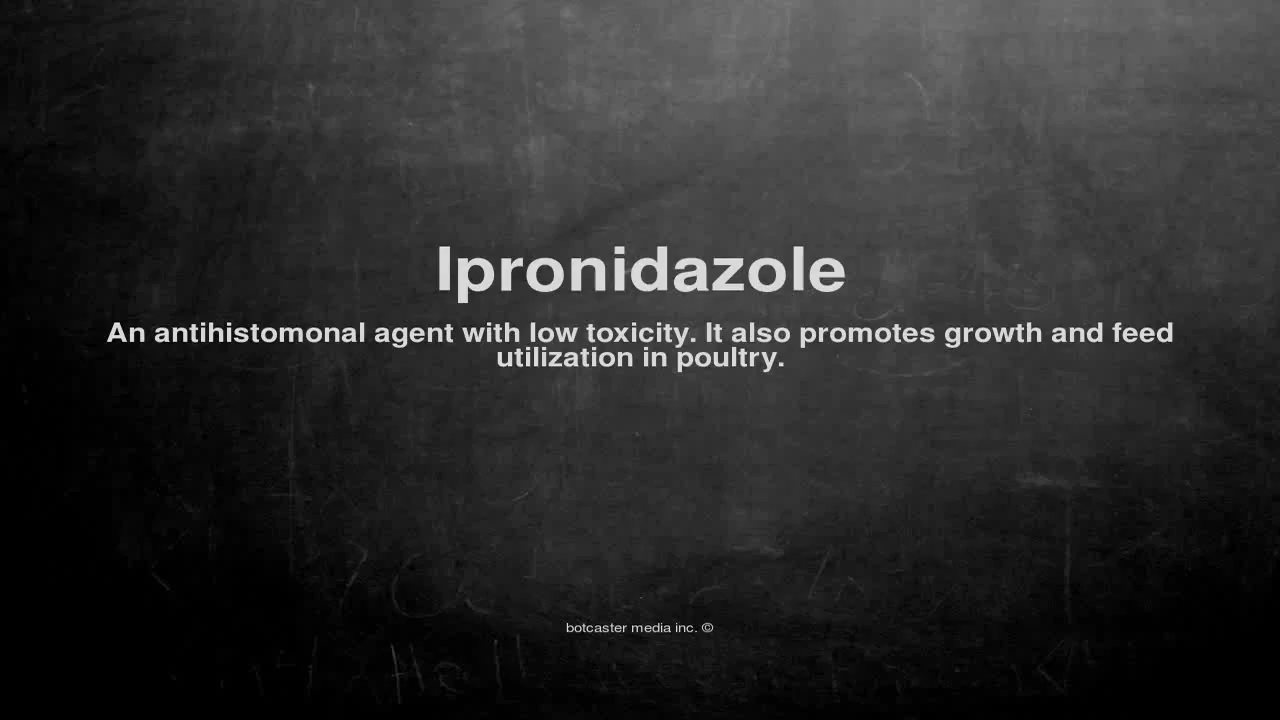 Ipronidazole
An antihistomonal agent with low toxicity. It also promotes growth and feed
utilization in poultry.
botcaster media inc. ©